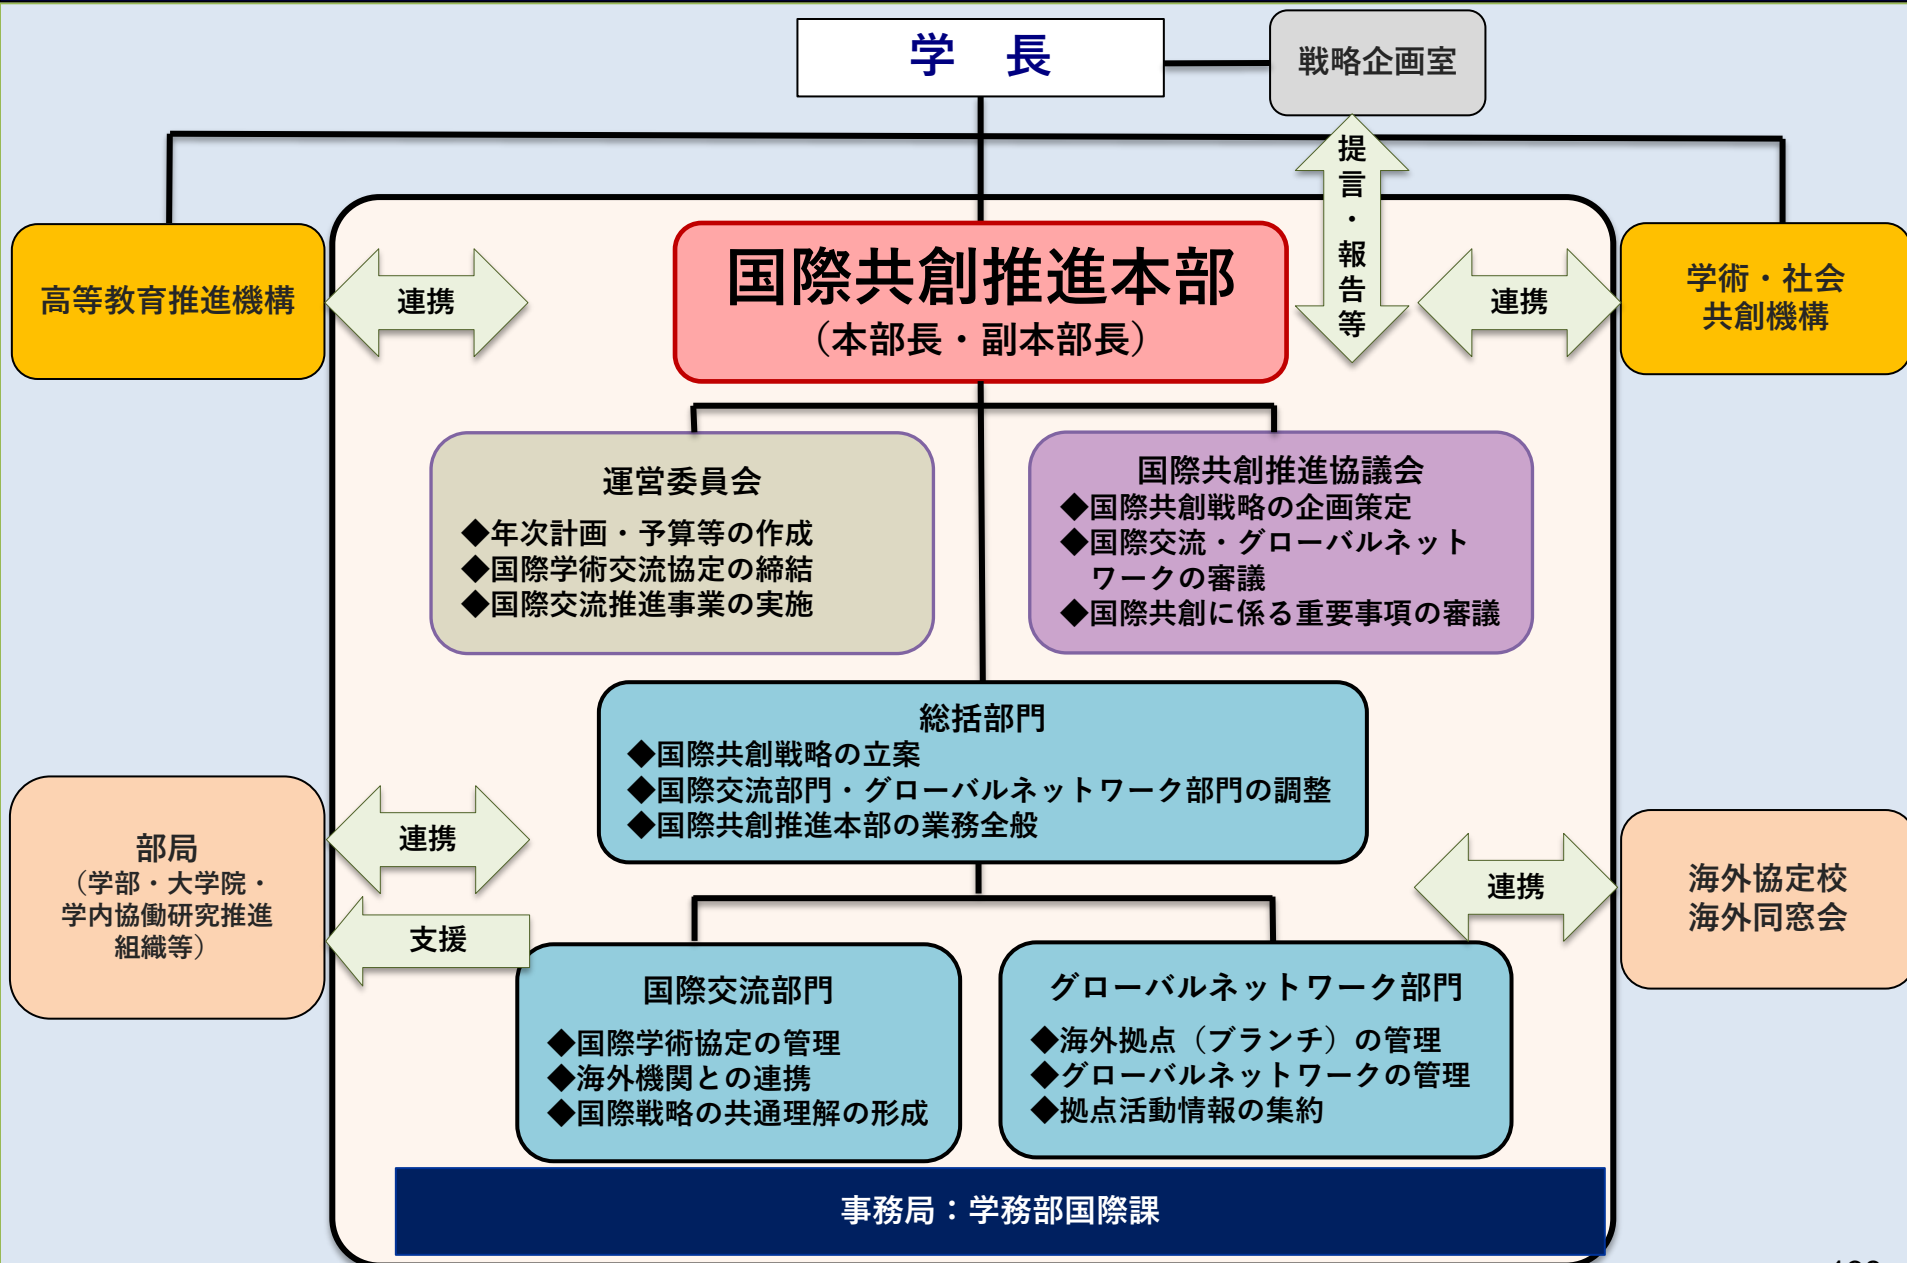 学　長
戦略企画室
提言・報告等
高等教育推進機構
連携
国際共創推進本部
（本部長・副本部長）
連携
学術・社会
共創機構
運営委員会
◆年次計画・予算等の作成
◆国際学術交流協定の締結
◆国際交流推進事業の実施
国際共創推進協議会
◆国際共創戦略の企画策定
◆国際交流・グローバルネット
ワークの審議
◆国際共創に係る重要事項の審議
総括部門
◆国際共創戦略の立案
◆国際交流部門・グローバルネットワーク部門の調整
◆国際共創推進本部の業務全般
部局
（学部・大学院・
学内協働研究推進
組織等）
連携
支援
連携
海外協定校
海外同窓会
国際交流部門
◆国際学術協定の管理
◆海外機関との連携
◆国際戦略の共通理解の形成
グローバルネットワーク部門
◆海外拠点（ブランチ）の管理
◆グローバルネットワークの管理
◆拠点活動情報の集約
事務局：学務部国際課